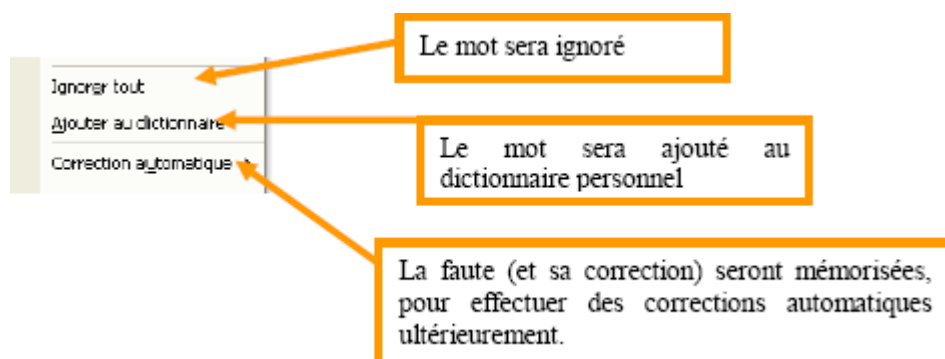 Le mot sera ignoré
Ignorer tout
Ajouter au dictionnaire
Le mot sera ajouté au
dictionnaire personnel
Correction automatique
La faute (et sa correction) seront mémorisées,
pour effectuer des corrections automatiques
ultérieurement.